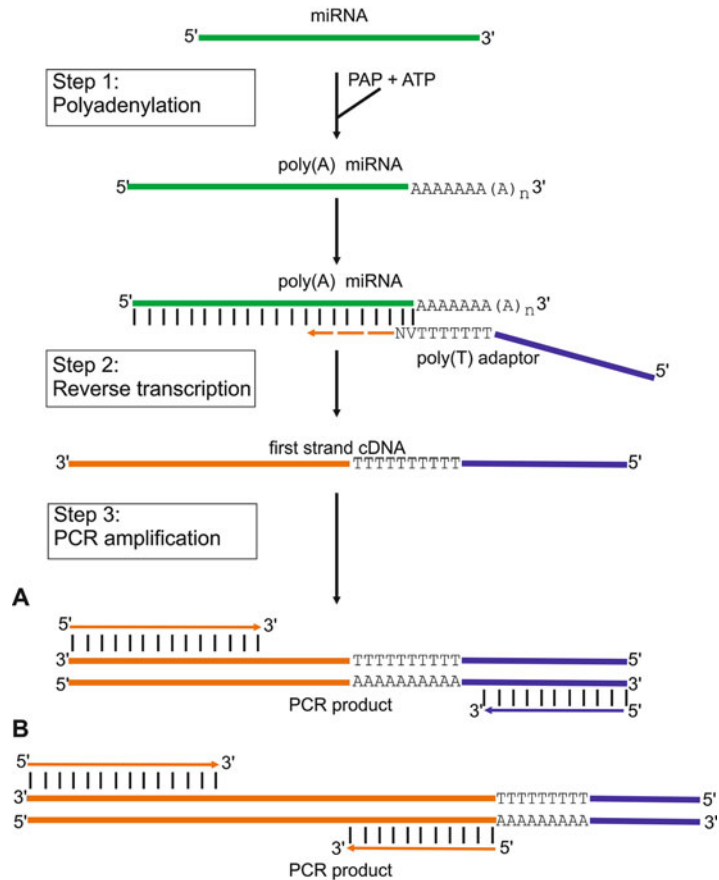 miRNA
5' 3'
Step 1:
Polyadenylation
PAP + ATP
poly(A) miRNA
5' AAAAAAA(A)n 3'
poly(A) miRNA
5' AAAAAAA(A)n 3'
NVTTTTTTT
poly(T) adaptor
5'
Step 2:
Reverse transcription
first strand cDNA
3' TTTTTTTTTT 5'
Step 3:
PCR amplification
A
5' 3'
3' TTTTTTTTTT 5'
5' AAAAAAAAAA 3'
PCR product
3' 5'
B
5' 3'
3' TTTTTTTTT 5'
5' AAAAAAAAA 3'
3' 5'
PCR product